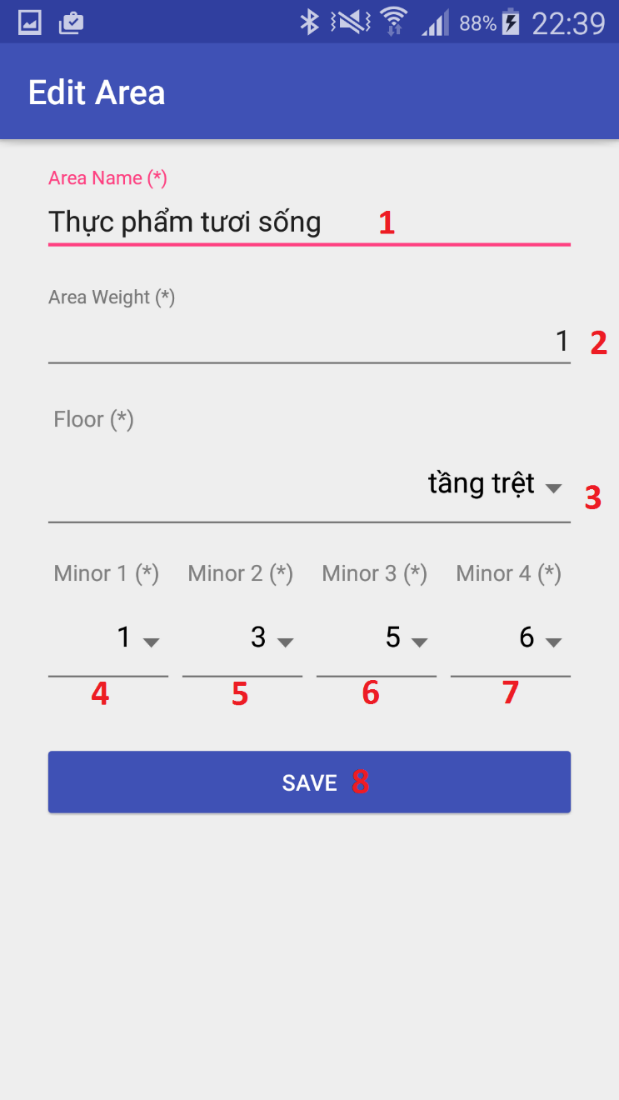 88% 22:39
Edit Area
Area Name (*)
Thực phẩm tươi sống 1
Area Weight (*)
1 2
Floor (*)
tầng trệt 3
Minor 1 (*) Minor 2 (*) Minor 3 (*) Minor 4 (*)
1 3 5 6
4 5 6 7
SAVE 8